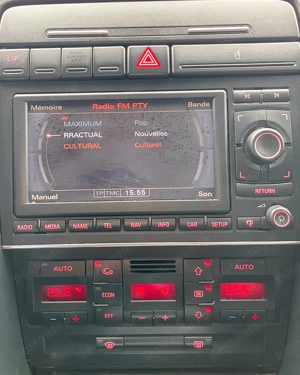 ESP
Mémoire Radio FM PTY Bande
MAXIMUM Pop
RRACTUAL Nouvelles
CULTURAL Culturel
Manuel TP TMC 15:55 Son
RETURN
RADIO MEDIA NAME TEL NAV INFO CAR SETUP
AUTO AUTO
ECON
OFF